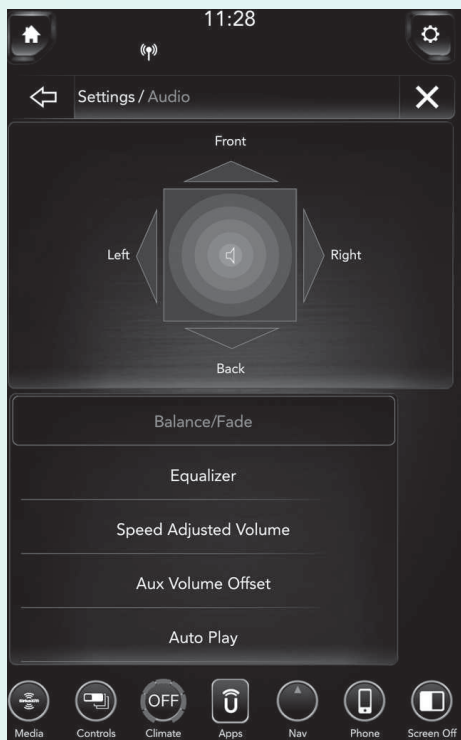 11:28
Settings / Audio
Front
Left
Right
Back
Balance/Fade
Equalizer
Speed Adjusted Volume
Aux Volume Offset
Auto Play
OFF
Media
Controls
Climate
Apps
Nav
Phone
Screen Off